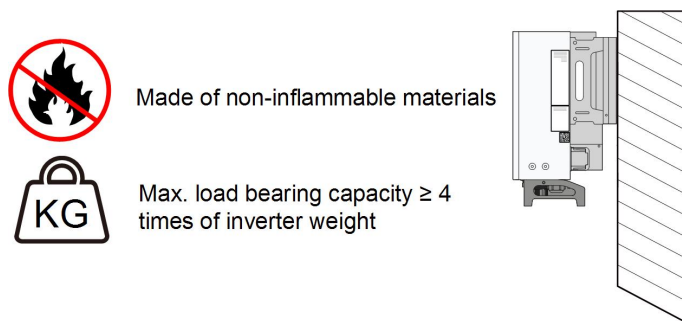 Made of non-inflammable materials
KG
Max. load bearing capacity ≥ 4
times of inverter weight